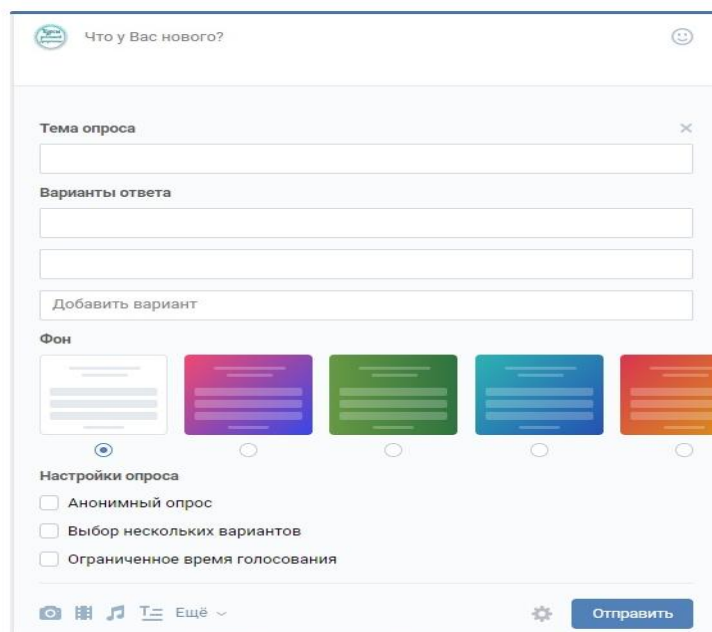 Что у Вас нового?
Тема опроса
Варианты ответа
Добавить вариант
Фон
Настройки опроса
Анонимный опрос
Выбор нескольких вариантов
Ограниченное время голосования
Ещё
Отправить